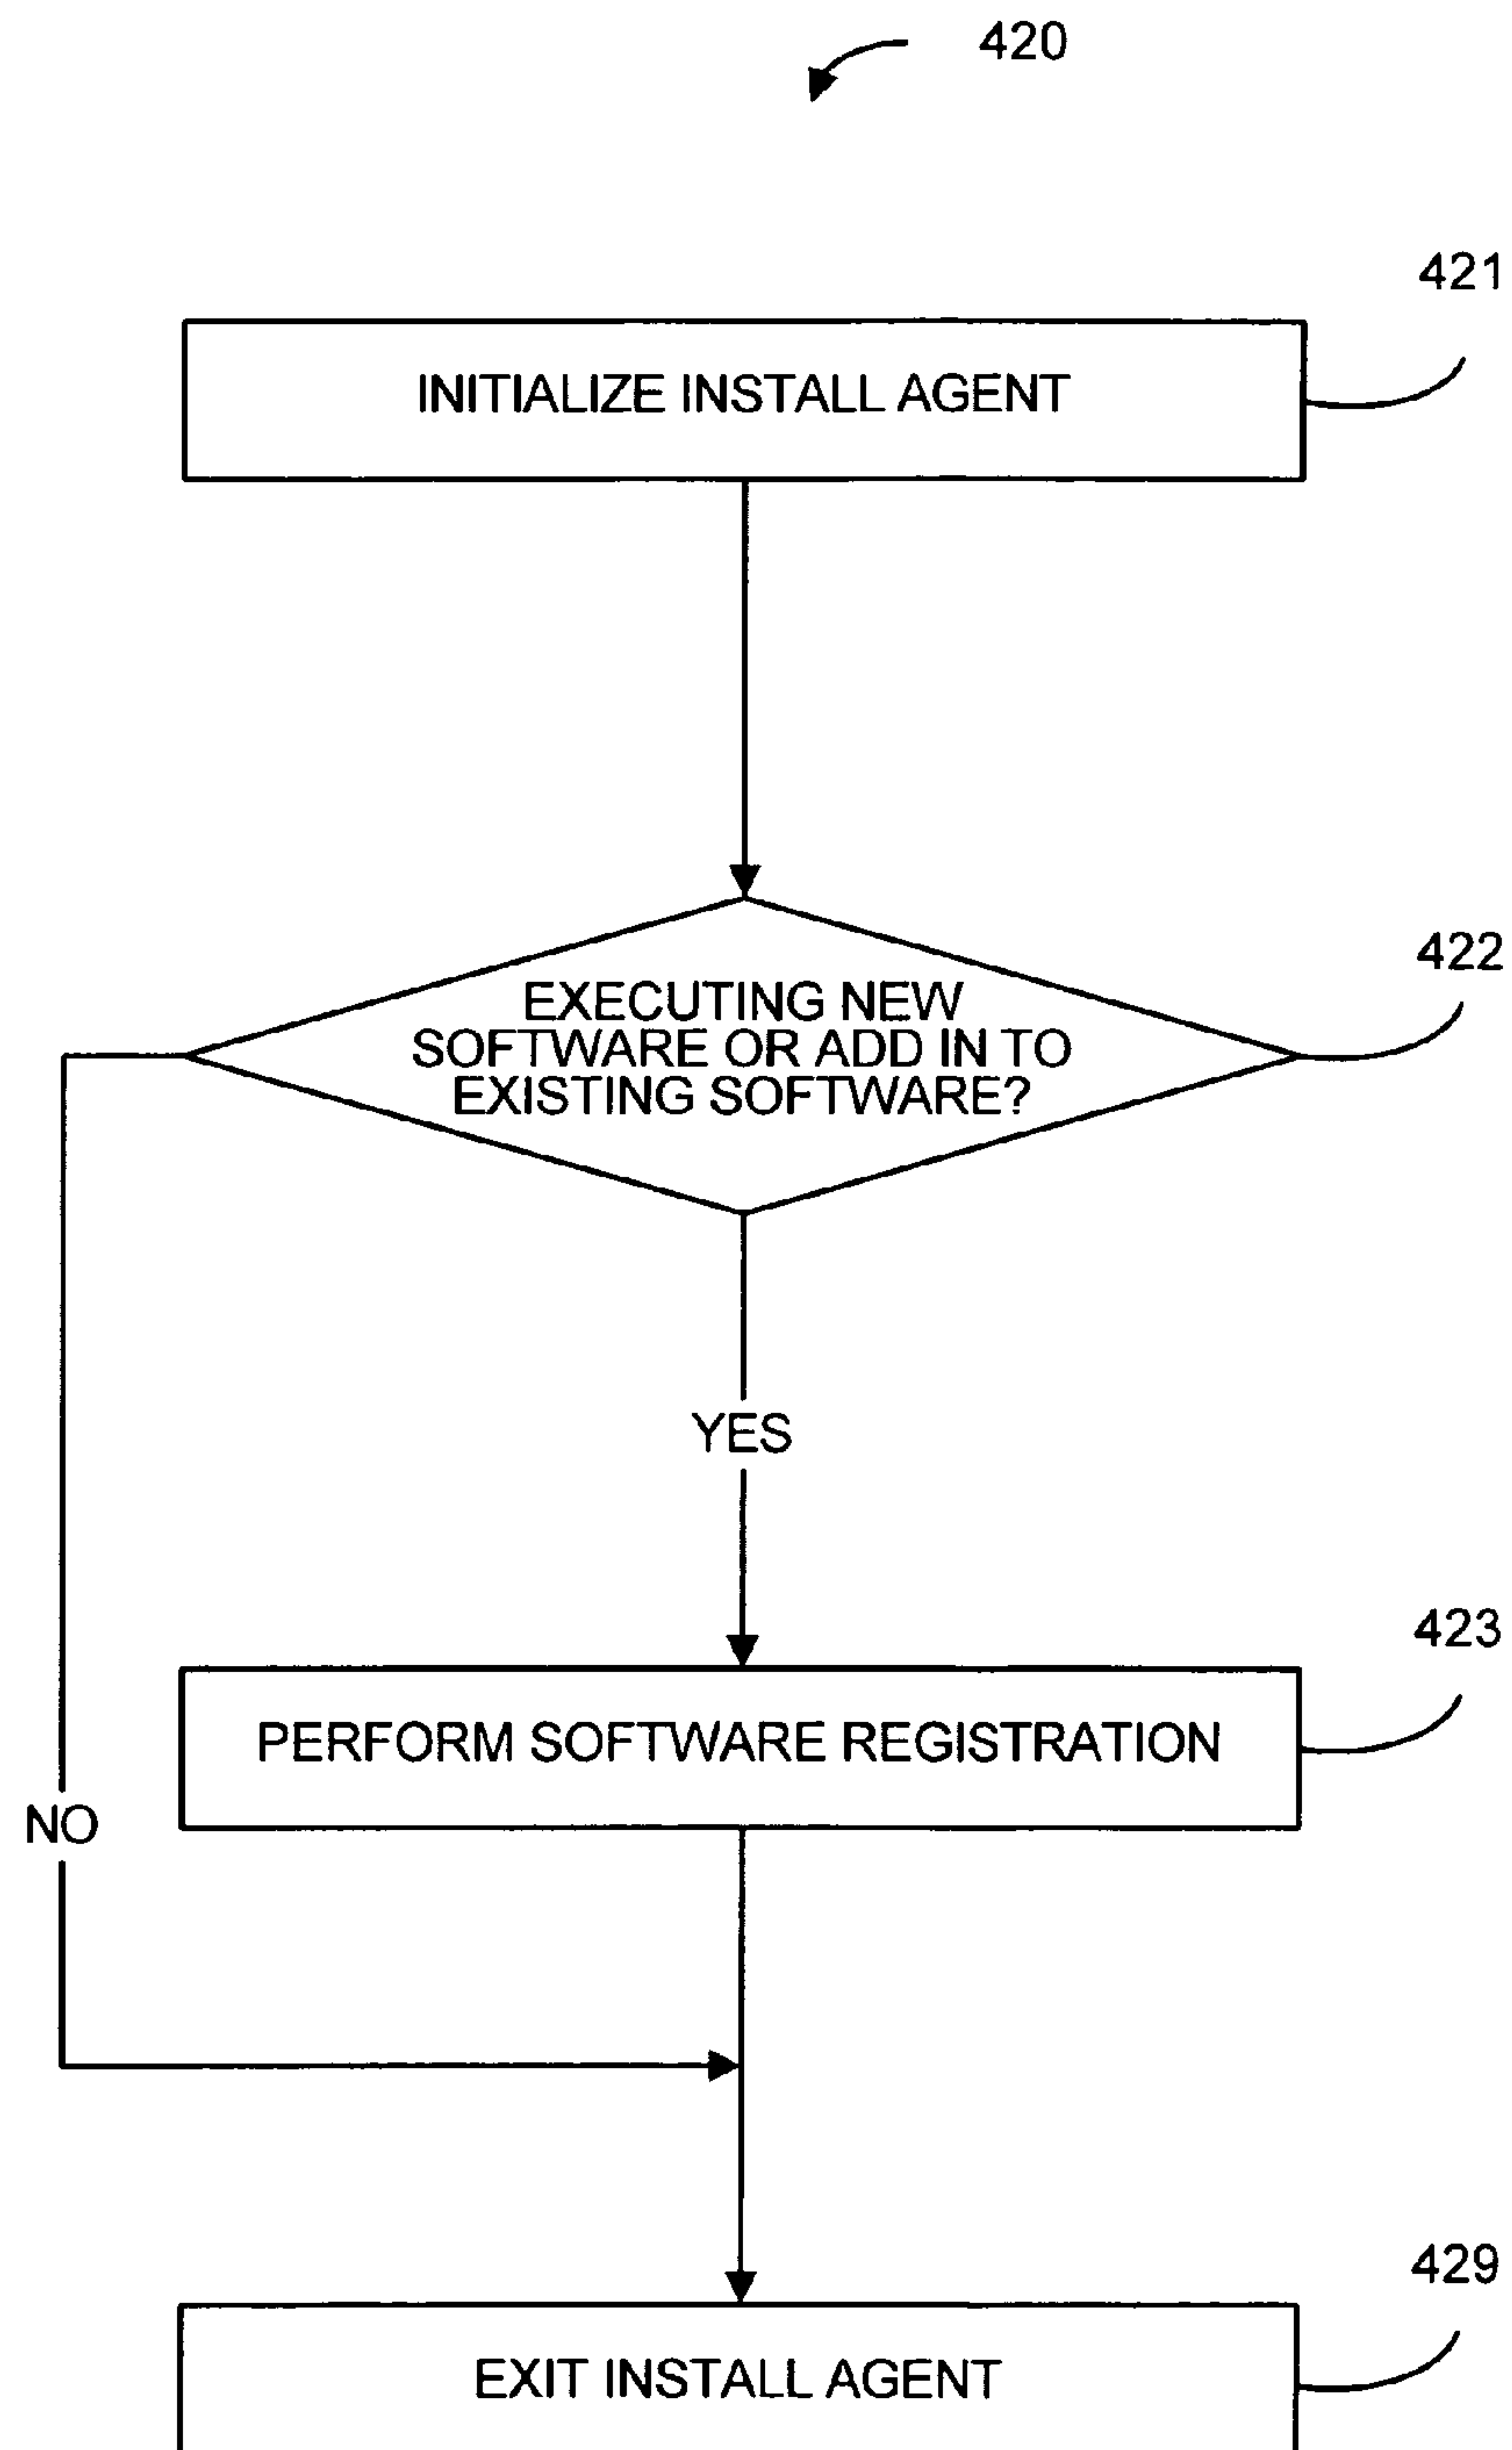 420
421
INITIALIZE INSTALL AGENT
422
EXECUTING NEW
SOFTWARE OR ADD IN TO
EXISTING SOFTWARE?
YES
423
PERFORM SOFTWARE REGISTRATION
NO
429
EXIT INSTALL AGENT